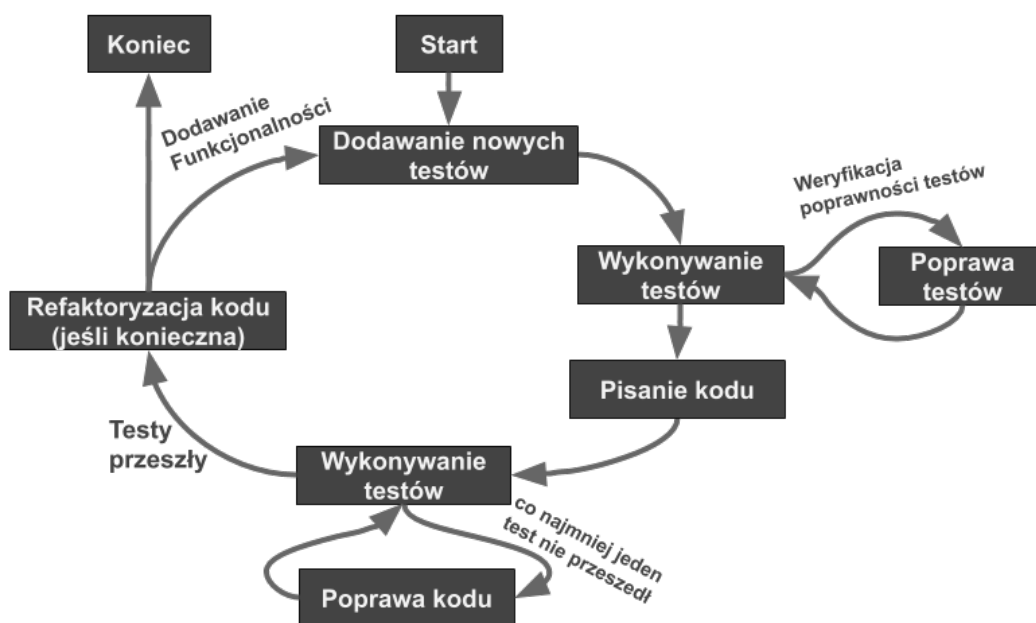 Koniec
Start
Dodawanie
Funkcjonalności
Dodawanie nowych
testów
Weryfikacja
poprawności testów
Wykonywanie
testów
Poprawa
testów
Refaktoryzacja kodu
(jeśli konieczna)
Pisanie kodu
Testy
przeszły
Wykonywanie
testów
co najmniej jeden
test nie przeszedł
Poprawa kodu